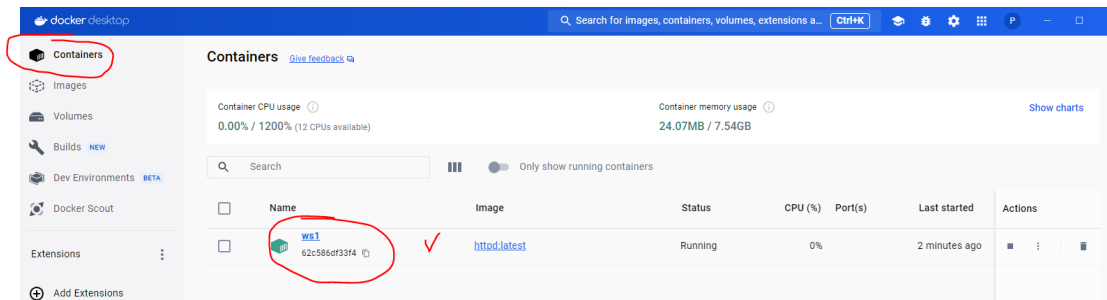 docker desktop
Search for images, containers, volumes, extensions a... Ctrl+K
P
Containers
Images
Volumes
Builds NEW
Dev Environments BETA
Docker Scout
Extensions
Add Extensions
Containers Give feedback
Container CPU usage
0.00% / 1200% (12 CPUs available)
Container memory usage
24.07MB / 7.54GB
Show charts
Search
Only show running containers
Name Image Status CPU (%) Port(s) Last started Actions
ws1
62c586df33f4
httpd:latest
Running
0%
2 minutes ago